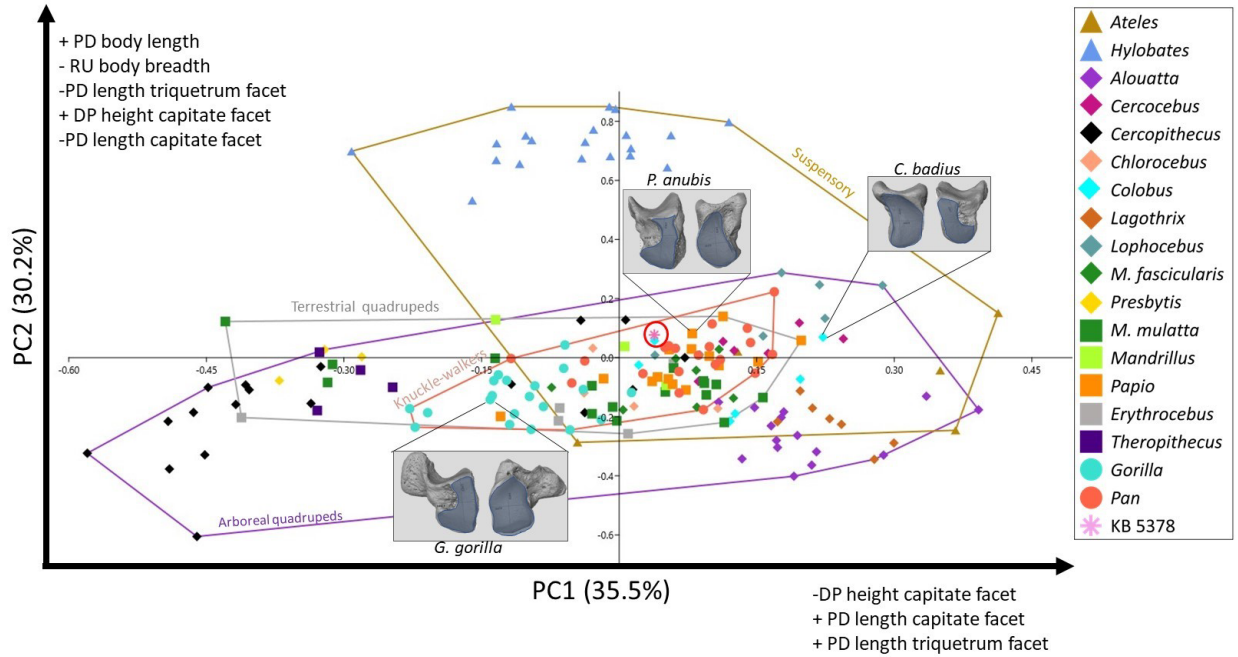 + PD body length
- RU body breadth
-PD length triquetrum facet
+ DP height capitate facet
-PD length capitate facet
PC2 (30.2%)
0.8
0.6
0.4
0.2
0.00
-0.2
-0.4
-0.6
-0.60
-0.45
-0.30
-0.15
0.15
0.30
0.45
Suspensory
P. anubis
C. badius
Terrestrial quadrupeds
Knuckle-walkers
Arboreal quadrupeds
G. gorilla
PC1 (35.5%)
-DP height capitate facet
+ PD length capitate facet
+ PD length triquetrum facet
Ateles
Hylobates
Alouatta
Cercocebus
Cercopithecus
Chlorocebus
Colobus
Lagothrix
Lophocebus
M. fascicularis
Presbytis
M. mulatta
Mandrillus
Papio
Erythrocebus
Theropithecus
Gorilla
Pan
KB 5378